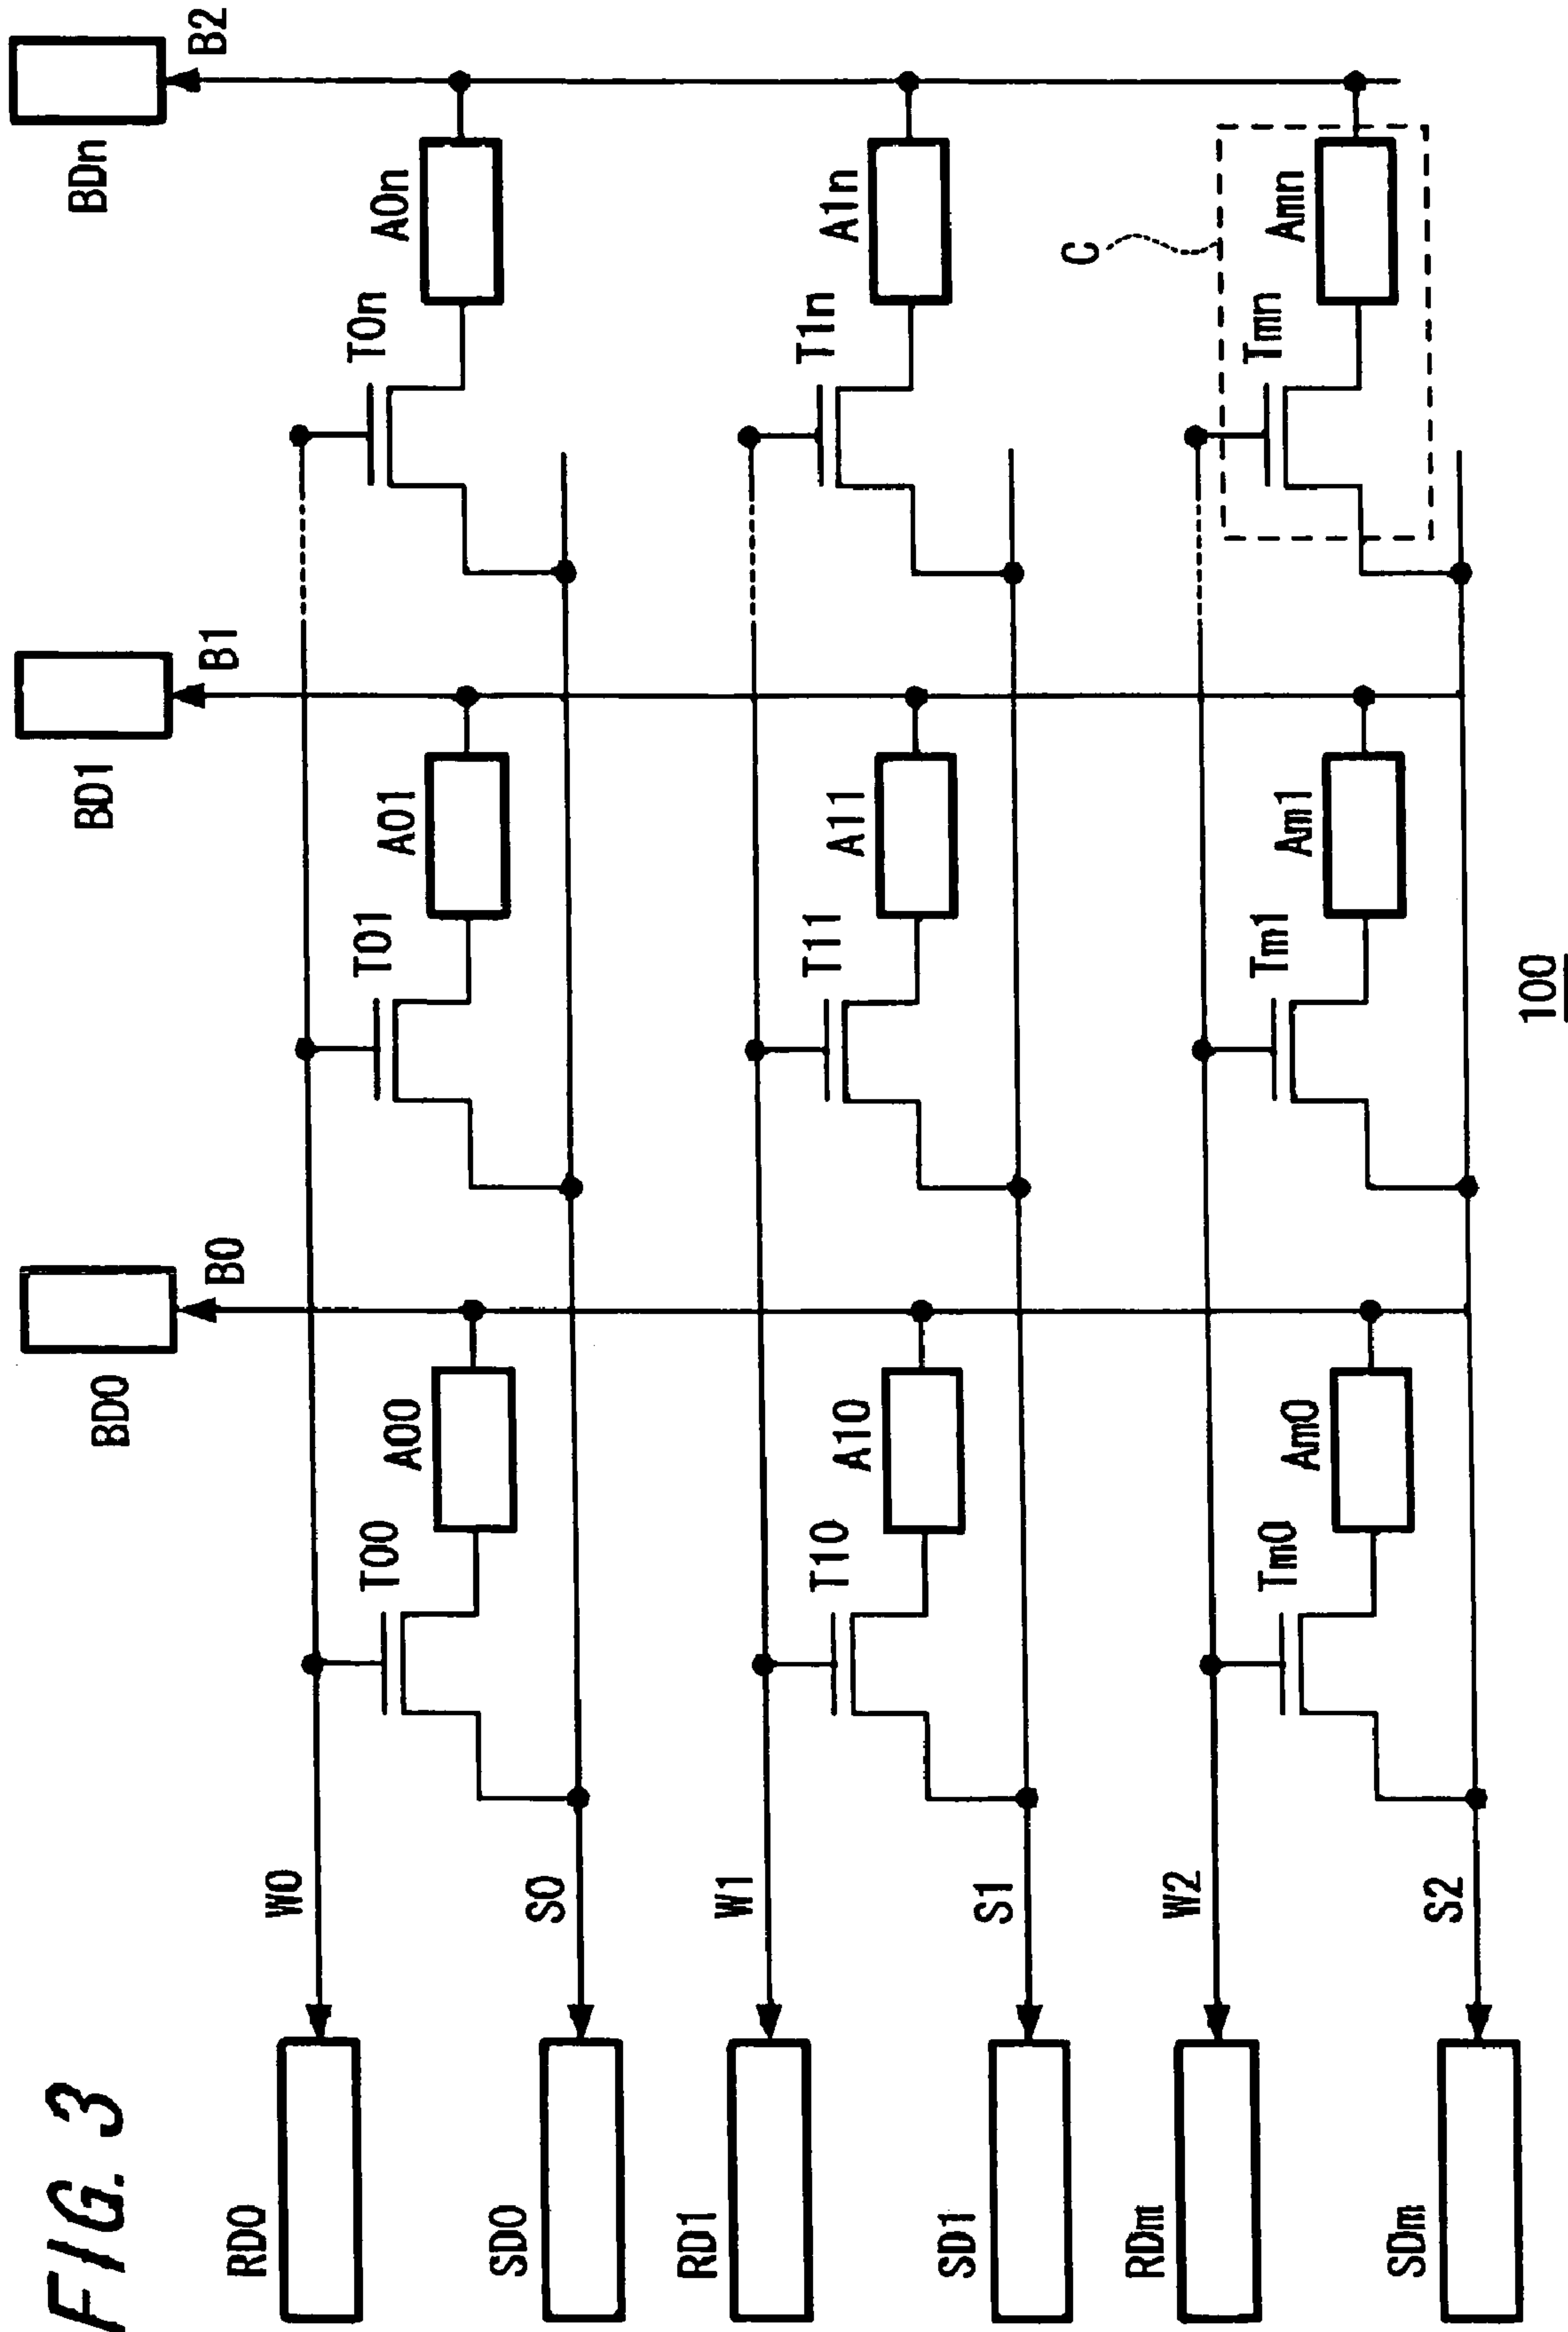 FIG. 3
BD0
BD1
BDn
B0
B1
B2
RD0
W0
T00
A00
T01
A01
T0n
A0n
SD0
S0
RD1
W1
T10
A10
T11
A11
T1n
A1n
SD1
S1
C
RDm
W2
Tm0
Am0
Tm1
Am1
Tmn
Amn
SDm
S2
100